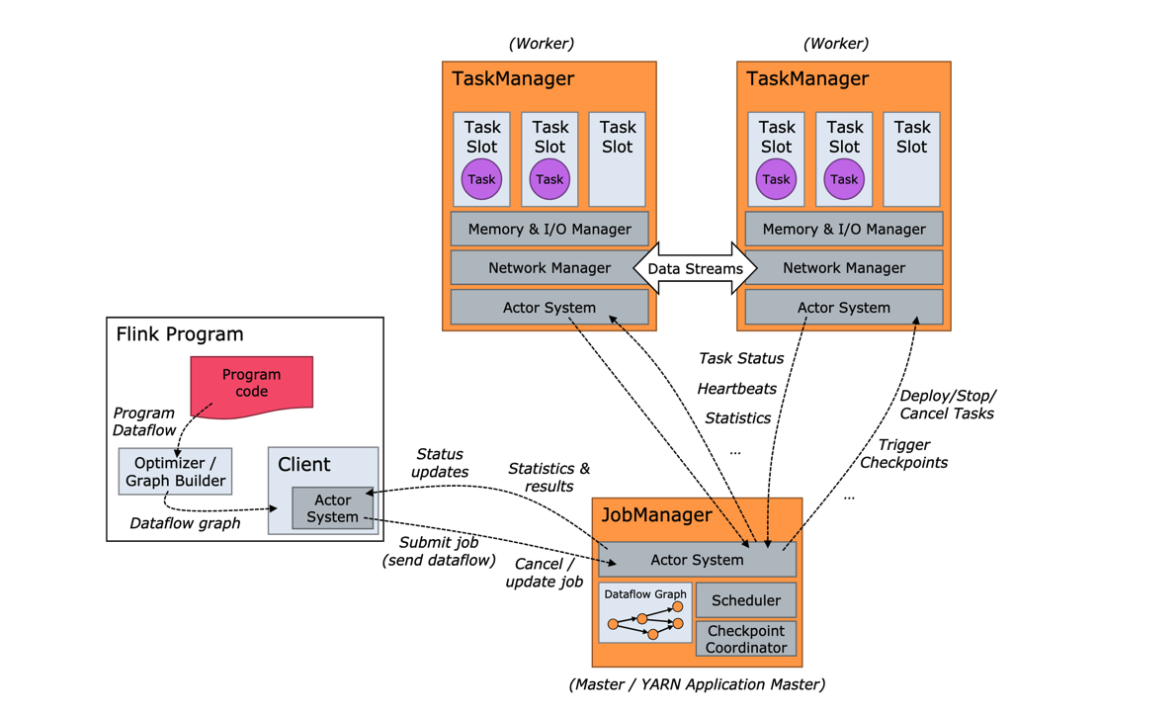 (Worker)
(Worker)
TaskManager
TaskManager
Task
Slot
Task
Task
Slot
Task
Task
Slot
Task
Slot
Task
Task
Slot
Task
Task
Slot
Memory & I/O Manager
Memory & I/O Manager
Network Manager
Data Streams
Network Manager
Actor System
Actor System
Flink Program
Program
code
Program
Dataflow
Optimizer /
Graph Builder
Dataflow graph
Client
Actor
System
Status
updates
Statistics &
results
Submit job
(send dataflow)
Cancel /
update job
Task Status
Heartbeats
Statistics
...
Deploy/Stop/
Cancel Tasks
Trigger
Checkpoints
...
JobManager
Actor System
Dataflow Graph
Scheduler
Checkpoint
Coordinator
(Master / YARN Application Master)